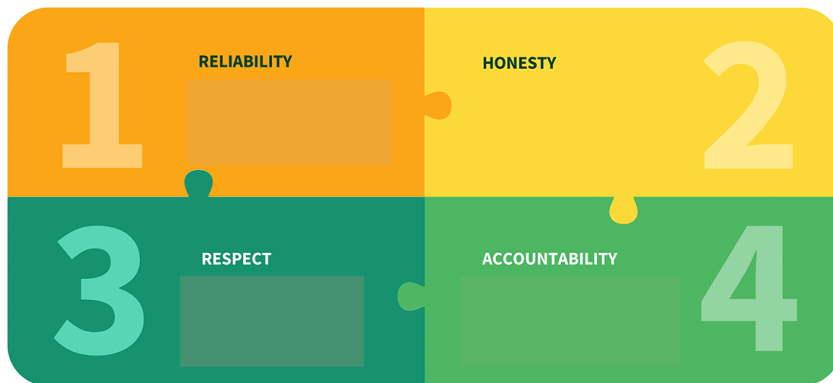 1
RELIABILITY
HONESTY
2
3
RESPECT
ACCOUNTABILITY
4